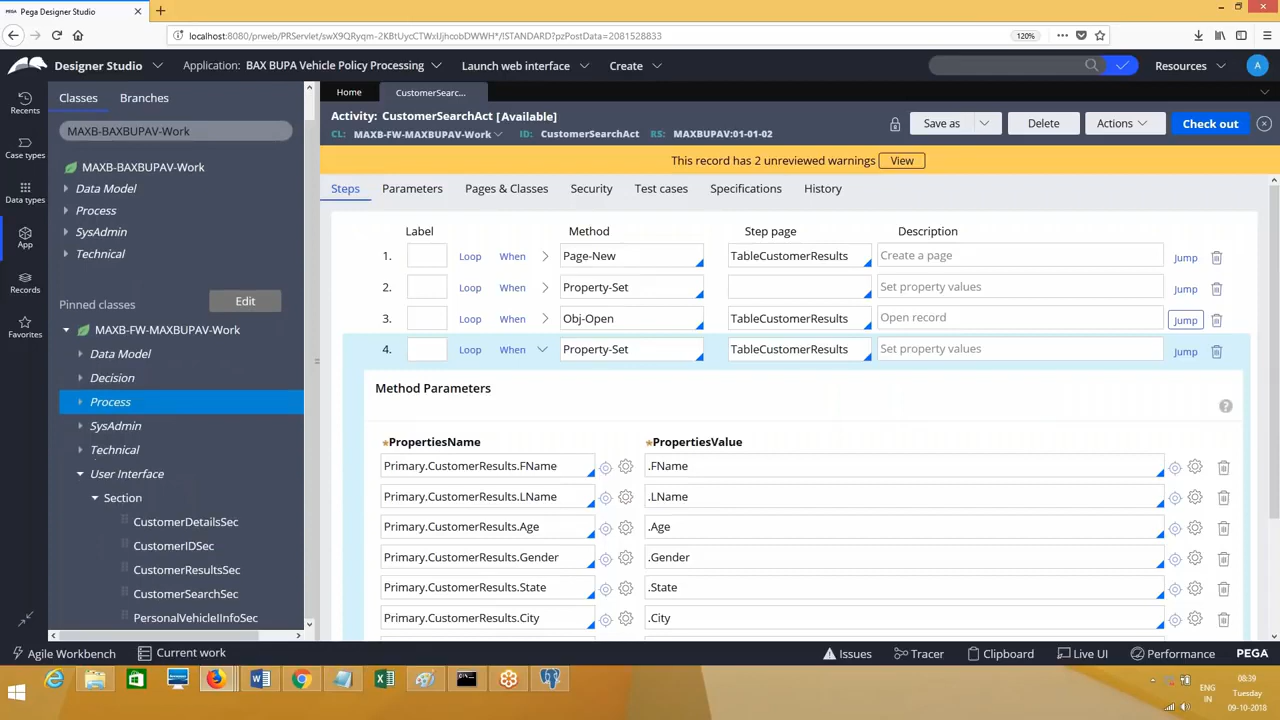 Pega Designer Studio
localhost:8080/prweb/PRServlet/swX9QRyqm-2KBtUycCTWxIJjhcobDWWH*/!STANDARD?pzPostData=2081528833
120%
Designer Studio
Application: BAX BUPA Vehicle Policy Processing
Launch web interface
Create
Resources
A
Recents
Case types
Data types
App
Records
Favorites
Classes
Branches
MAXB-BAXBUPAV-Work
MAXB-BAXBUPAV-Work
Data Model
Process
SysAdmin
Technical
Pinned classes
Edit
MAXB-FW-MAXBUPAV-Work
Data Model
Decision
Process
SysAdmin
Technical
User Interface
Section
CustomerDetailsSec
CustomerIDSec
CustomerResultsSec
CustomerSearchSec
PersonalVehicleIInfoSec
Home
CustomerSearc...
Activity: CustomerSearchAct [Available]
CL: MAXB-FW-MAXBUPAV-Work ID: CustomerSearchAct RS: MAXBUPAV:01-01-02
Save as
Delete
Actions
Check out
This record has 2 unreviewed warnings View
Steps Parameters Pages & Classes Security Test cases Specifications History
Label Method Step page Description
1. Loop When Page-New TableCustomerResults Create a page Jump
2. Loop When Property-Set Set property values Jump
3. Loop When Obj-Open TableCustomerResults Open record Jump
4. Loop When Property-Set TableCustomerResults Set property values Jump
Method Parameters
*PropertiesName *PropertiesValue
Primary.CustomerResults.FName .FName
Primary.CustomerResults.LName .LName
Primary.CustomerResults.Age .Age
Primary.CustomerResults.Gender .Gender
Primary.CustomerResults.State .State
Primary.CustomerResults.City .City
Agile Workbench
Current work
Issues
Tracer
Clipboard
Live UI
Performance
PEGA
ENG
IN
08:39
Tuesday
09-10-2018